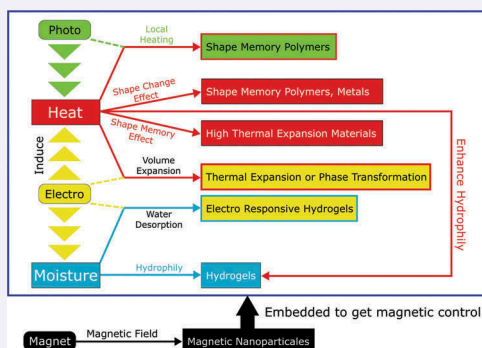 Photo
Local
Heating
Shape Memory Polymers
Shape Change
Effect
Shape Memory Polymers, Metals
Heat
Shape Memory
Effect
High Thermal Expansion Materials
Induce
Volume
Expansion
Thermal Expansion or Phase Transformation
Electro
Water
Desorption
Electro Responsive Hydrogels
Enhance Hydrophily
Moisture
Hydrophily
Hydrogels
Embedded to get magnetic control
Magnet
Magnetic Field
Magnetic Nanoparticales